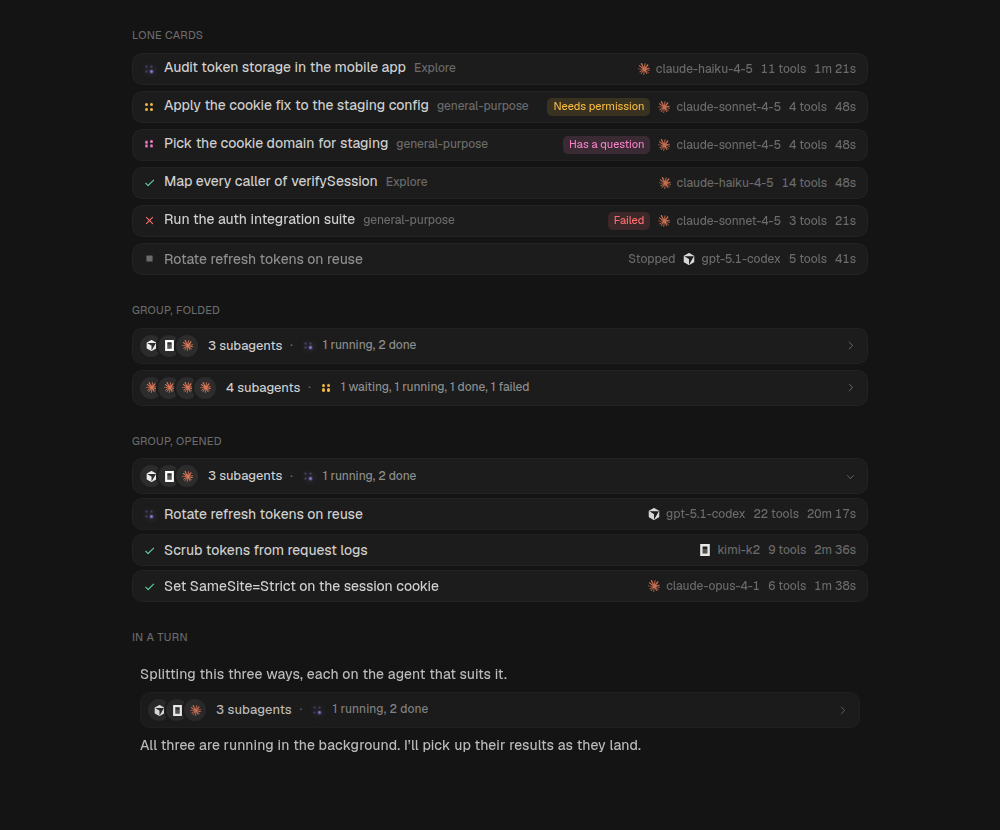 LONE CARDS
Audit token storage in the mobile app Explore claude-haiku-4-5 11 tools 1m 21s
Apply the cookie fix to the staging config general-purpose Needs permission claude-sonnet-4-5 4 tools 48s
Pick the cookie domain for staging general-purpose Has a question claude-sonnet-4-5 4 tools 48s
Map every caller of verifySession Explore claude-haiku-4-5 14 tools 48s
Run the auth integration suite general-purpose Failed claude-sonnet-4-5 3 tools 21s
Rotate refresh tokens on reuse Stopped gpt-5.1-codex 5 tools 41s
GROUP, FOLDED
3 subagents · 1 running, 2 done
4 subagents · 1 waiting, 1 running, 1 done, 1 failed
GROUP, OPENED
3 subagents · 1 running, 2 done
Rotate refresh tokens on reuse gpt-5.1-codex 22 tools 20m 17s
Scrub tokens from request logs kimi-k2 9 tools 2m 36s
Set SameSite=Strict on the session cookie claude-opus-4-1 6 tools 1m 38s
IN A TURN
Splitting this three ways, each on the agent that suits it.
3 subagents · 1 running, 2 done
All three are running in the background. I’ll pick up their results as they land.